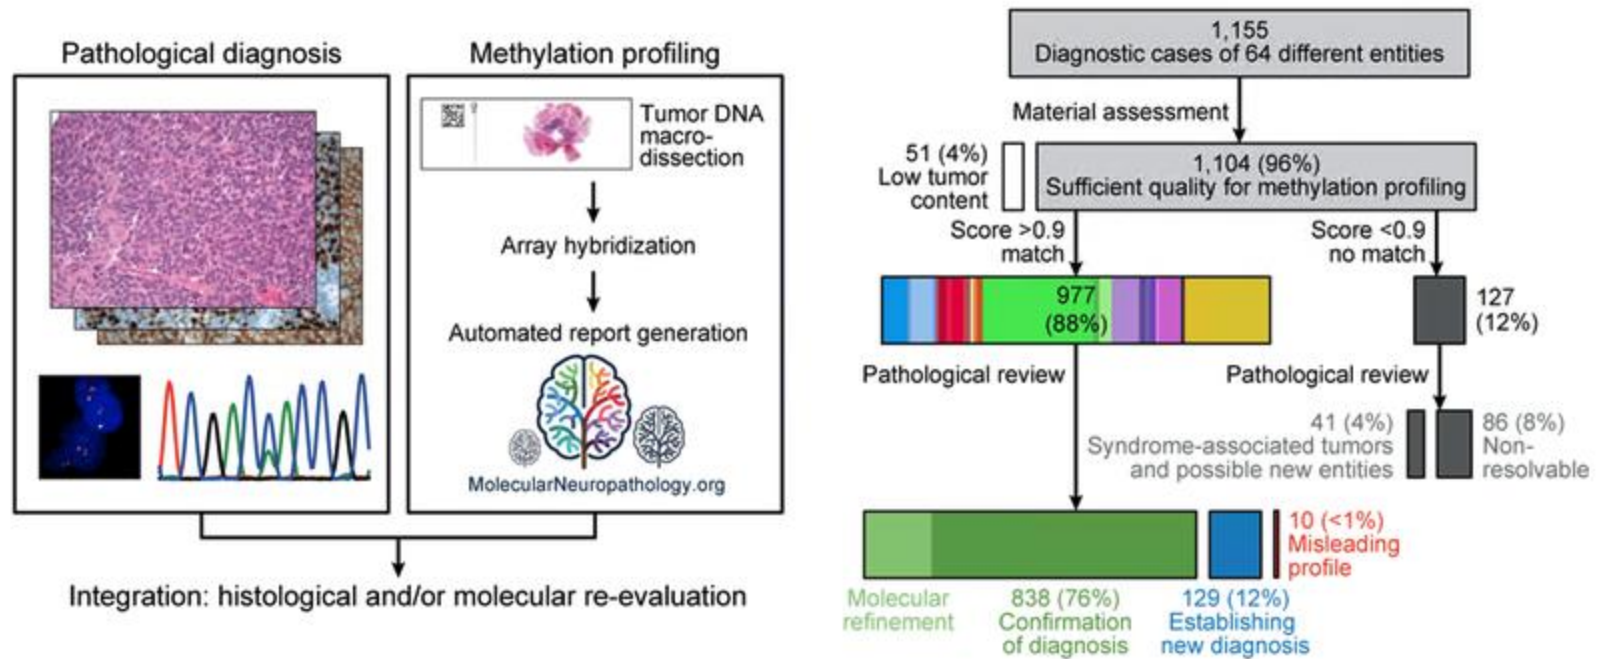 Pathological diagnosis
Methylation profiling
Tumor DNA
macro-
dissection
Array hybridization
Automated report generation
MolecularNeuropathology.org
Integration: histological and/or molecular re-evaluation
1,155
Diagnostic cases of 64 different entities
Material assessment
51 (4%)
Low tumor
content
1,104 (96%)
Sufficient quality for methylation profiling
Score >0.9
match
Score <0.9
no match
977
(88%)
127
(12%)
Pathological review
Pathological review
41 (4%)
Syndrome-associated tumors
and possible new entities
86 (8%)
Non-
resolvable
10 (<1%)
Misleading
profile
Molecular
refinement
838 (76%)
Confirmation
of diagnosis
129 (12%)
Establishing
new diagnosis